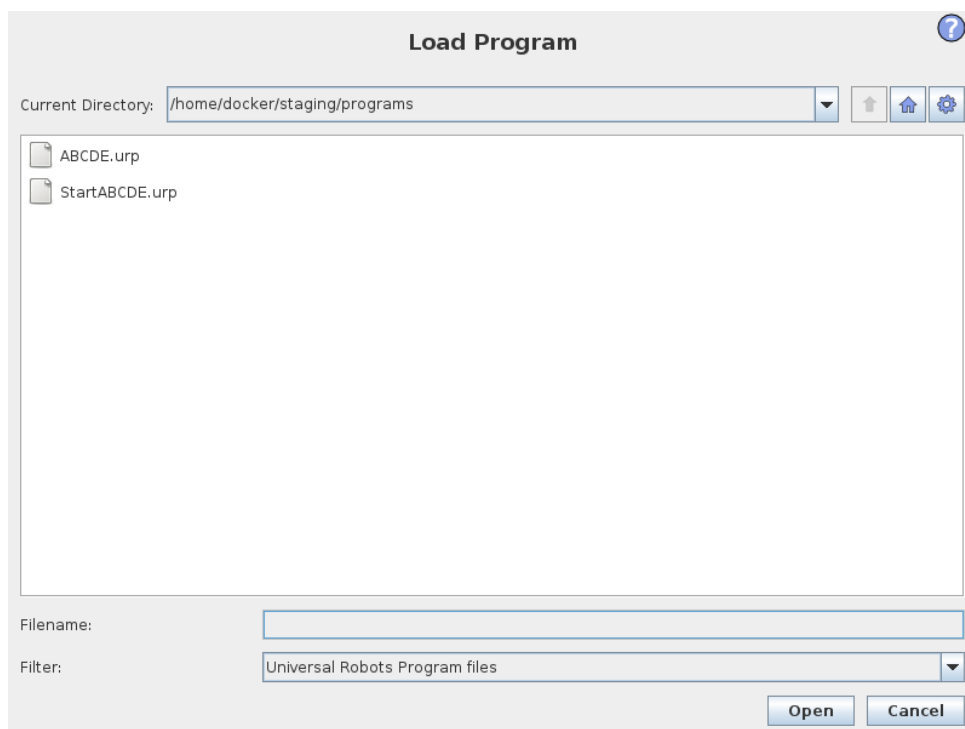 ?
Load Program
Current Directory: /home/docker/staging/programs
ABCDE.urp
StartABCDE.urp
Filename:
Filter: Universal Robots Program files
Open Cancel